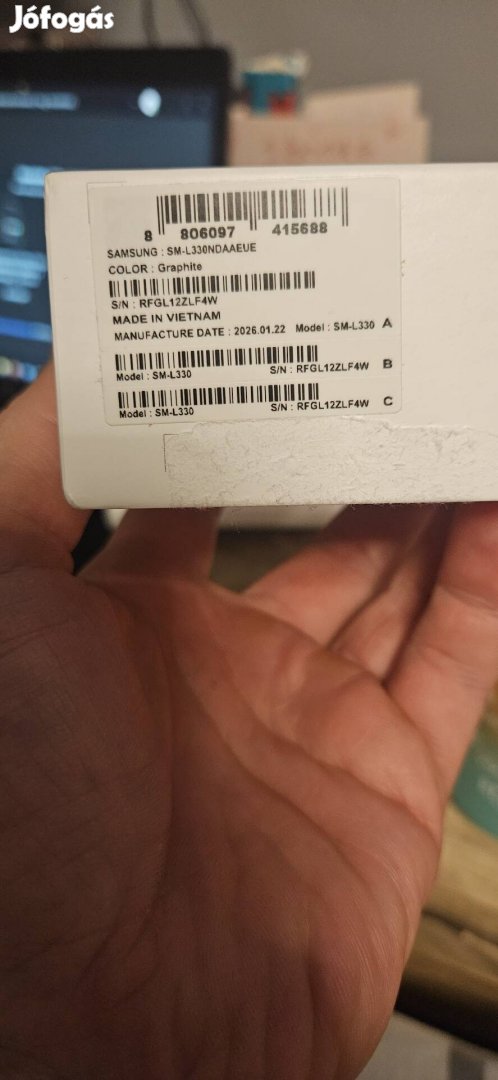 Jófogás
8 806097 415688
SAMSUNG : SM-L330NDAAEUE
COLOR : Graphite
S/N : RFGL12ZLF4W
MADE IN VIETNAM
MANUFACTURE DATE : 2026.01.22 Model : SM-L330 A
Model : SM-L330 S/N : RFGL12ZLF4W B
Model : SM-L330 S/N : RFGL12ZLF4W C